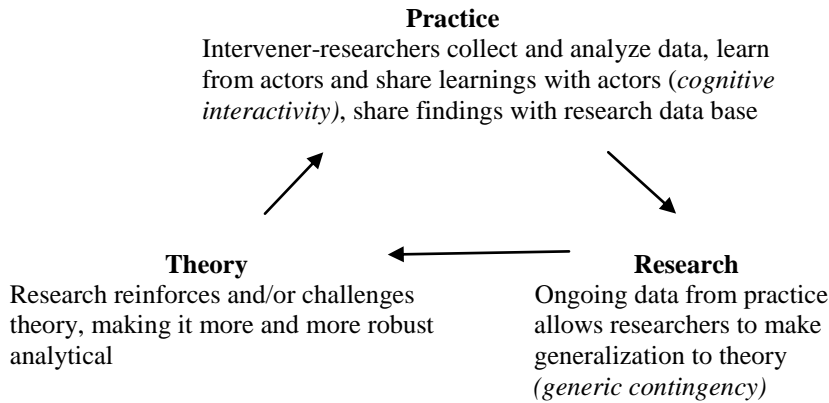 Practice
Intervener-researchers collect and analyze data, learn
from actors and share learnings with actors (cognitive
interactivity), share findings with research data base
Theory
Research reinforces and/or challenges
theory, making it more and more robust
analytical
Research
Ongoing data from practice
allows researchers to make
generalization to theory
(generic contingency)